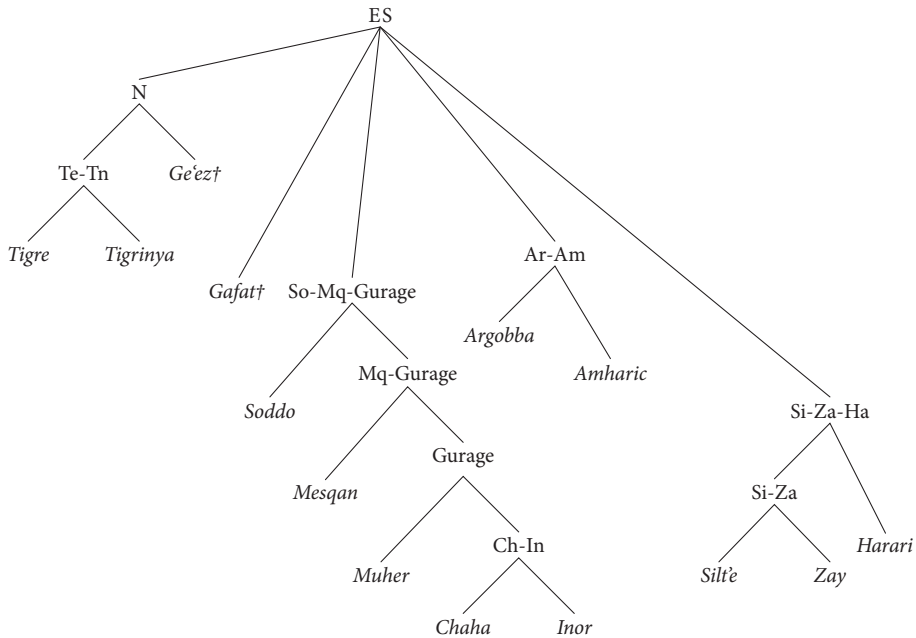 ES
N
Te-Tn
Ge‘ez†
Tigre
Tigrinya
Gafat†
So-Mq-Gurage
Ar-Am
Argobba
Amharic
Soddo
Mq-Gurage
Si-Za-Ha
Mesqan
Gurage
Si-Za
Harari
Muher
Ch-In
Silt’e
Zay
Chaha
Inor